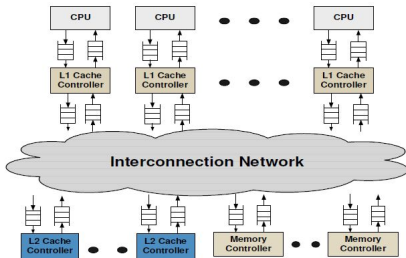 CPU
CPU
CPU
L1 Cache
Controller
L1 Cache
Controller
L1 Cache
Controller
Interconnection Network
L2 Cache
Controller
L2 Cache
Controller
Memory
Controller
Memory
Controller